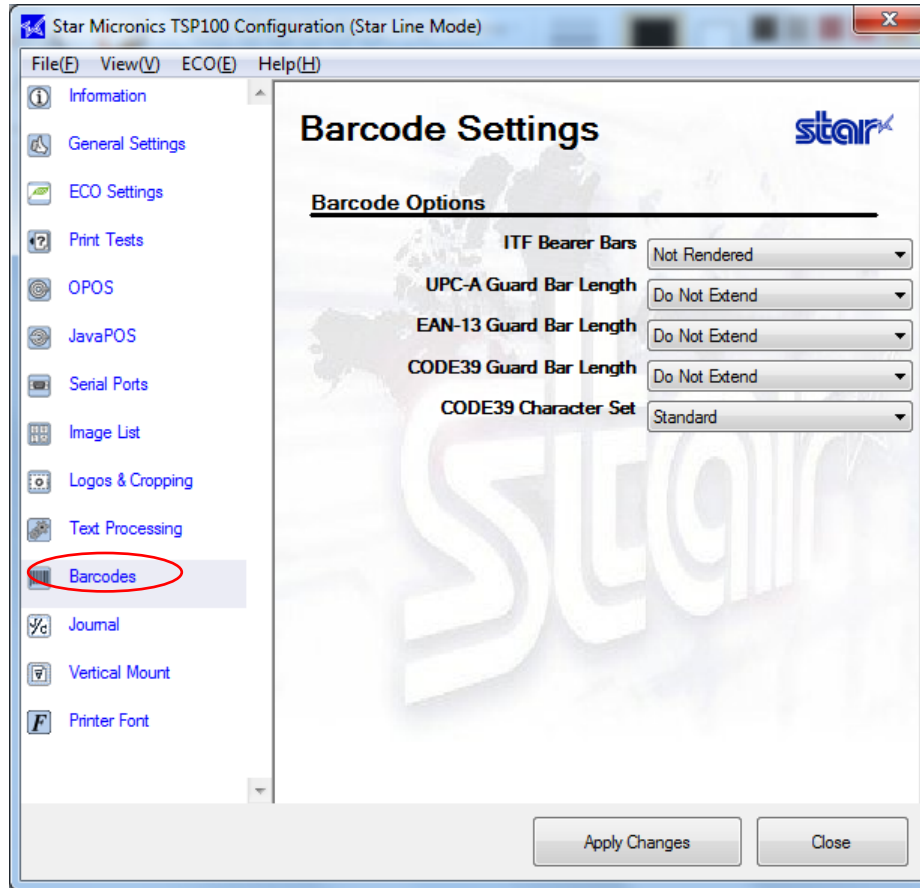 Star Micronics TSP100 Configuration (Star Line Mode)
File(F) View(V) ECO(E) Help(H)
Information
General Settings
ECO Settings
Print Tests
OPOS
JavaPOS
Serial Ports
Image List
Logos & Cropping
Text Processing
Barcodes
Journal
Vertical Mount
F Printer Font
Barcode Settings
star
Barcode Options
ITF Bearer Bars Not Rendered
UPC-A Guard Bar Length Do Not Extend
EAN-13 Guard Bar Length Do Not Extend
CODE39 Guard Bar Length Do Not Extend
CODE39 Character Set Standard
star
Apply Changes Close